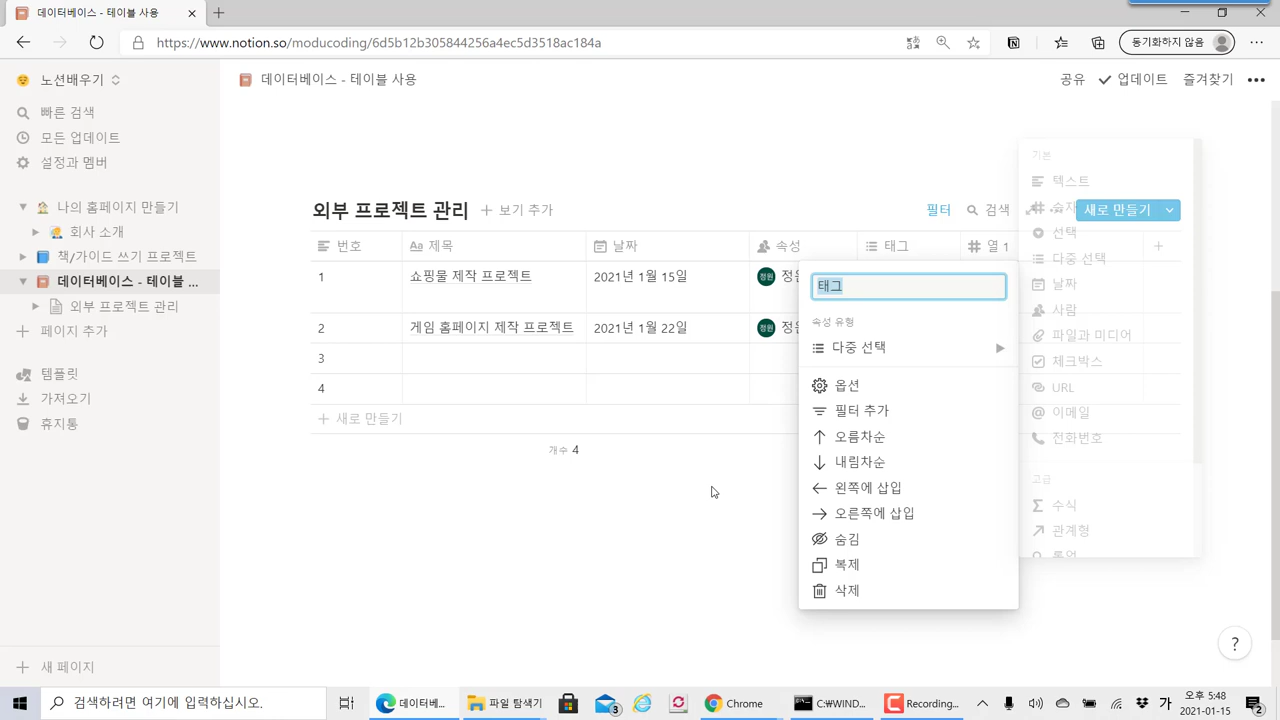 데이터베이스 - 테이블 사용
https://www.notion.so/moducoding/6d5b12b305844256a4ec5d3518ac184a
동기화하지 않음
노션배우기
데이터베이스 - 테이블 사용
공유
업데이트
즐겨찾기
빠른 검색
모든 업데이트
설정과 멤버
나의 홈페이지 만들기
회사 소개
책/가이드 쓰기 프로젝트
데이터베이스 - 테이블 ...
외부 프로젝트 관리
페이지 추가
템플릿
가져오기
휴지통
새 페이지
외부 프로젝트 관리
보기 추가
필터
검색
새로 만들기
번호
Aa 제목
날짜
속성
태그
열 1
1
쇼핑몰 제작 프로젝트
2021년 1월 15일
정원
2
게임 홈페이지 제작 프로젝트
2021년 1월 22일
정원
3
4
새로 만들기
개수 4
태그
속성 유형
다중 선택
옵션
필터 추가
오름차순
내림차순
왼쪽에 삽입
오른쪽에 삽입
숨김
복제
삭제
기본
텍스트
숫자
선택
다중 선택
날짜
사람
파일과 미디어
체크박스
URL
이메일
전화번호
고급
수식
관계형
롤업
?
검색하려면 여기에 입력하십시오.
데이터베...
파일 탐색기
3
Chrome
C:\WIND...
Recording...
가
오후 5:48
2021-01-15
2